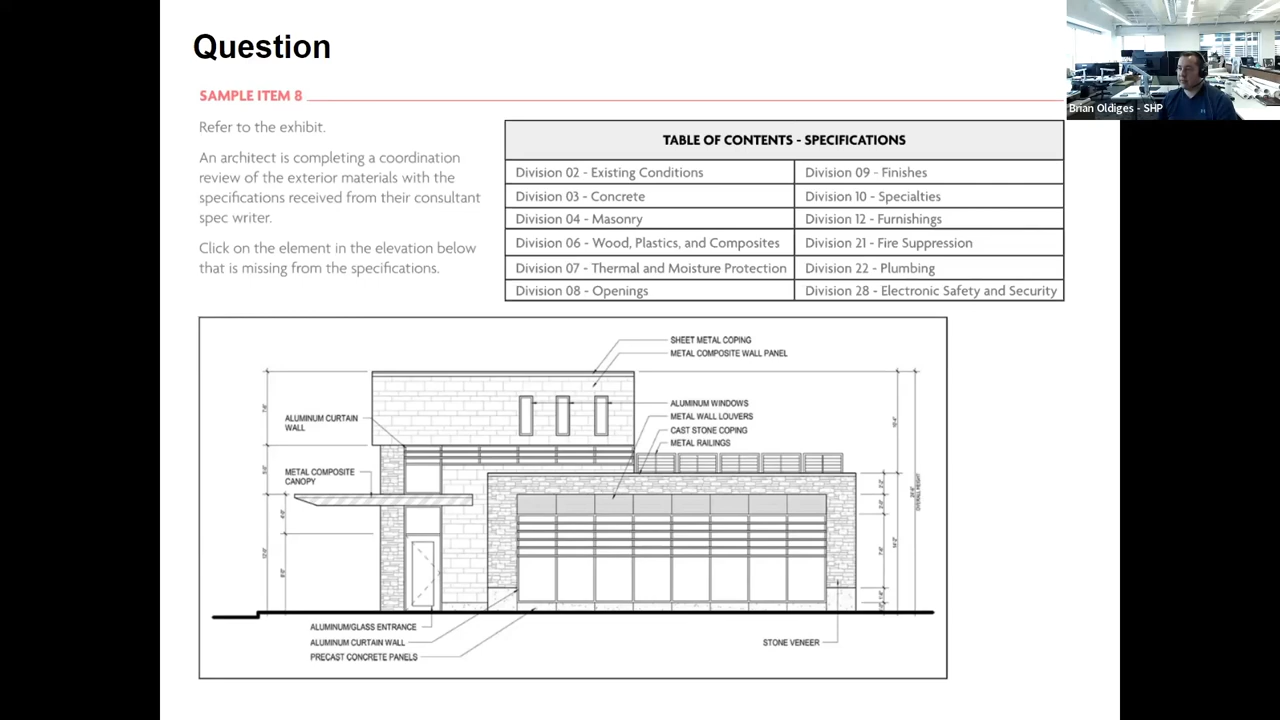 Question
Brian Oldiges - SHP
SAMPLE ITEM 8
Refer to the exhibit.
An architect is completing a coordination
review of the exterior materials with the
specifications received from their consultant
spec writer.
Click on the element in the elevation below
that is missing from the specifications.
TABLE OF CONTENTS - SPECIFICATIONS
Division 02 - Existing Conditions
Division 09 - Finishes
Division 03 - Concrete
Division 10 - Specialties
Division 04 - Masonry
Division 12 - Furnishings
Division 06 - Wood, Plastics, and Composites
Division 21 - Fire Suppression
Division 07 - Thermal and Moisture Protection
Division 22 - Plumbing
Division 08 - Openings
Division 28 - Electronic Safety and Security
SHEET METAL COPING
METAL COMPOSITE WALL PANEL
ALUMINUM WINDOWS
METAL WALL LOUVERS
CAST STONE COPING
METAL RAILINGS
ALUMINUM CURTAIN
WALL
METAL COMPOSITE
CANOPY
ALUMINUM/GLASS ENTRANCE
ALUMINUM CURTAIN WALL
PRECAST CONCRETE PANELS
STONE VENEER